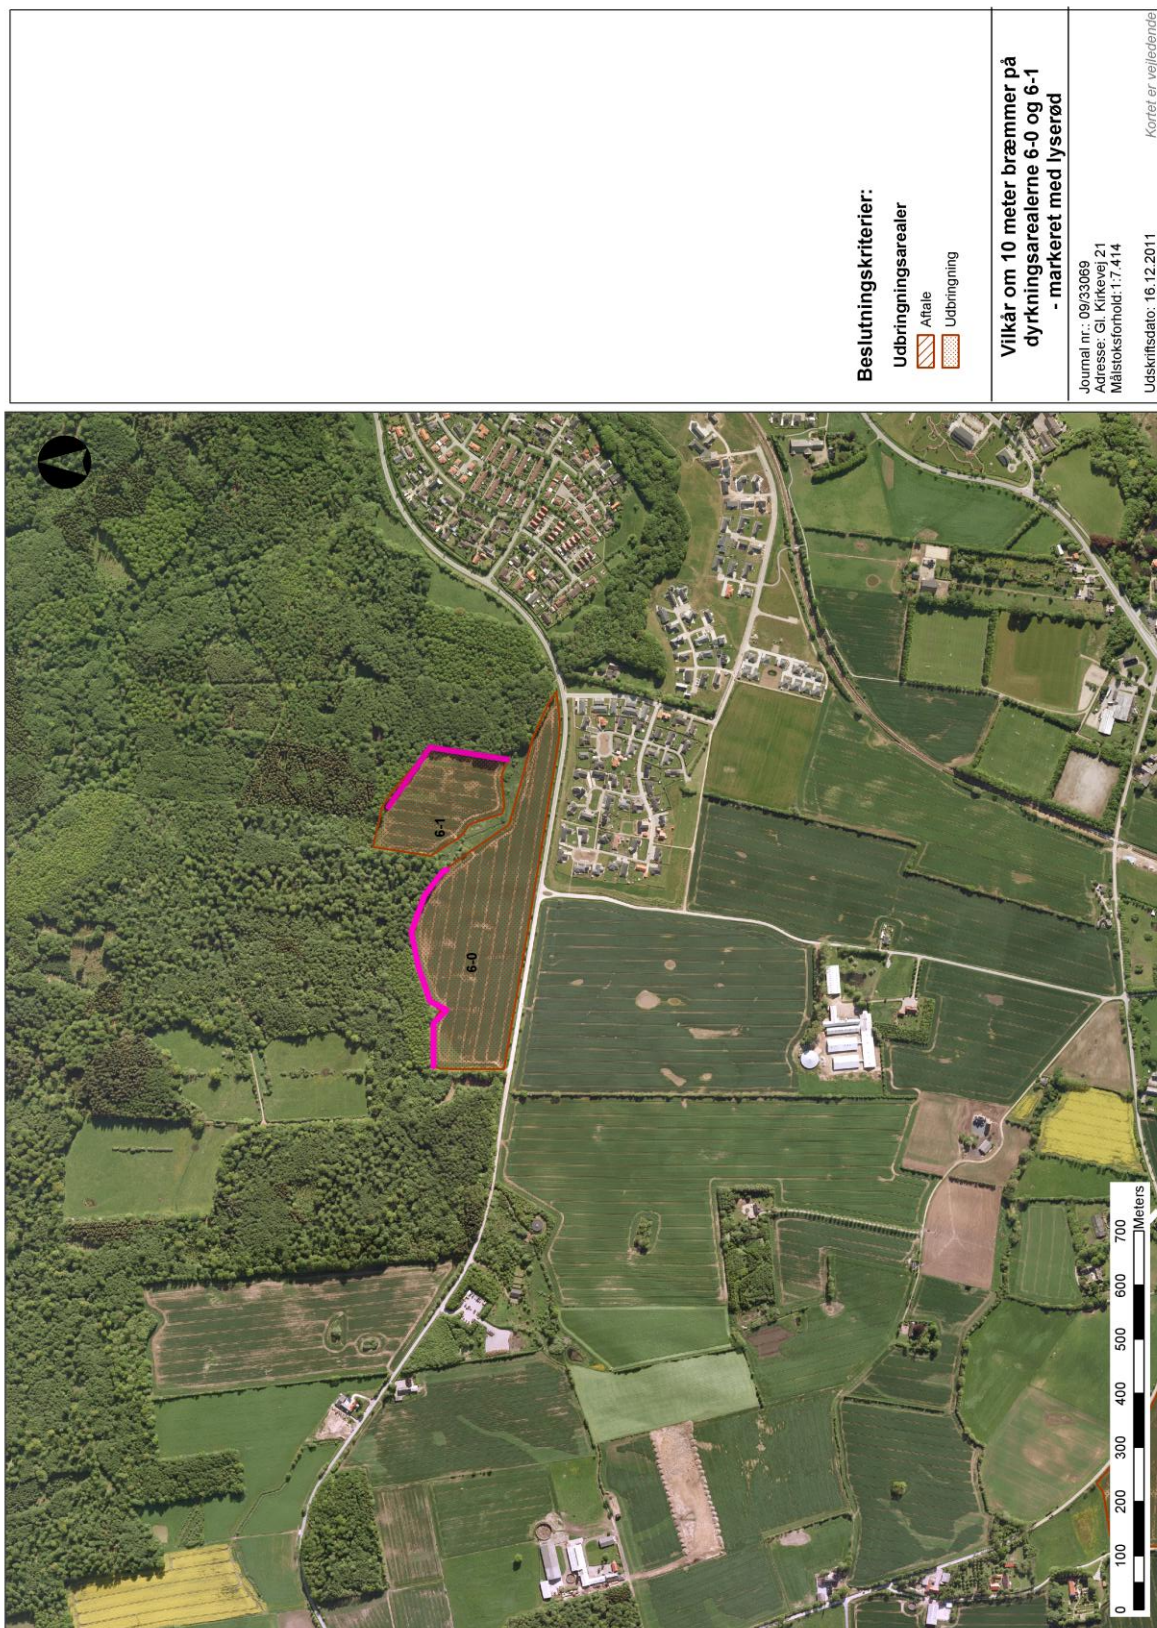 6-1
6-0
0 100 200 300 400 500 600 700
Meters
Beslutningskriterier:
Udbringningsarealer
Aftale
Udbringning
Vilkår om 10 meter bræmmer på
dyrkningsarealerne 6-0 og 6-1
- markeret med lyserød
Journal nr.: 09/33069
Adresse: Gl. Kirkevej 21
Målstoksforhold:1:7.414
Udskriftsdato: 16.12.2011
Kortet er vejledende